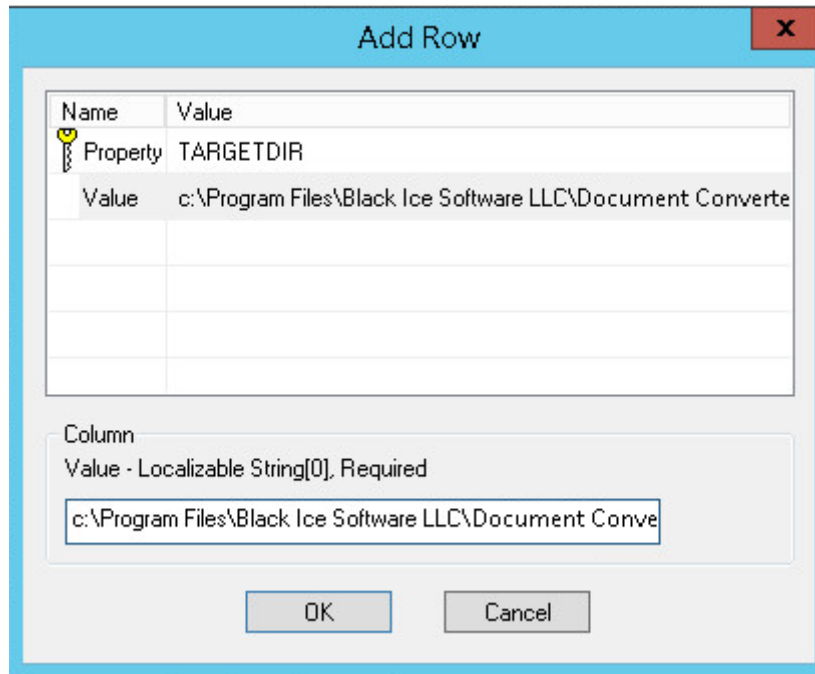 Add Row
x
Name Value
Property TARGETDIR
Value c:\Program Files\Black Ice Software LLC\Document Converte
Column
Value - Localizable String[0], Required
c:\Program Files\Black Ice Software LLC\Document Conve
OK Cancel